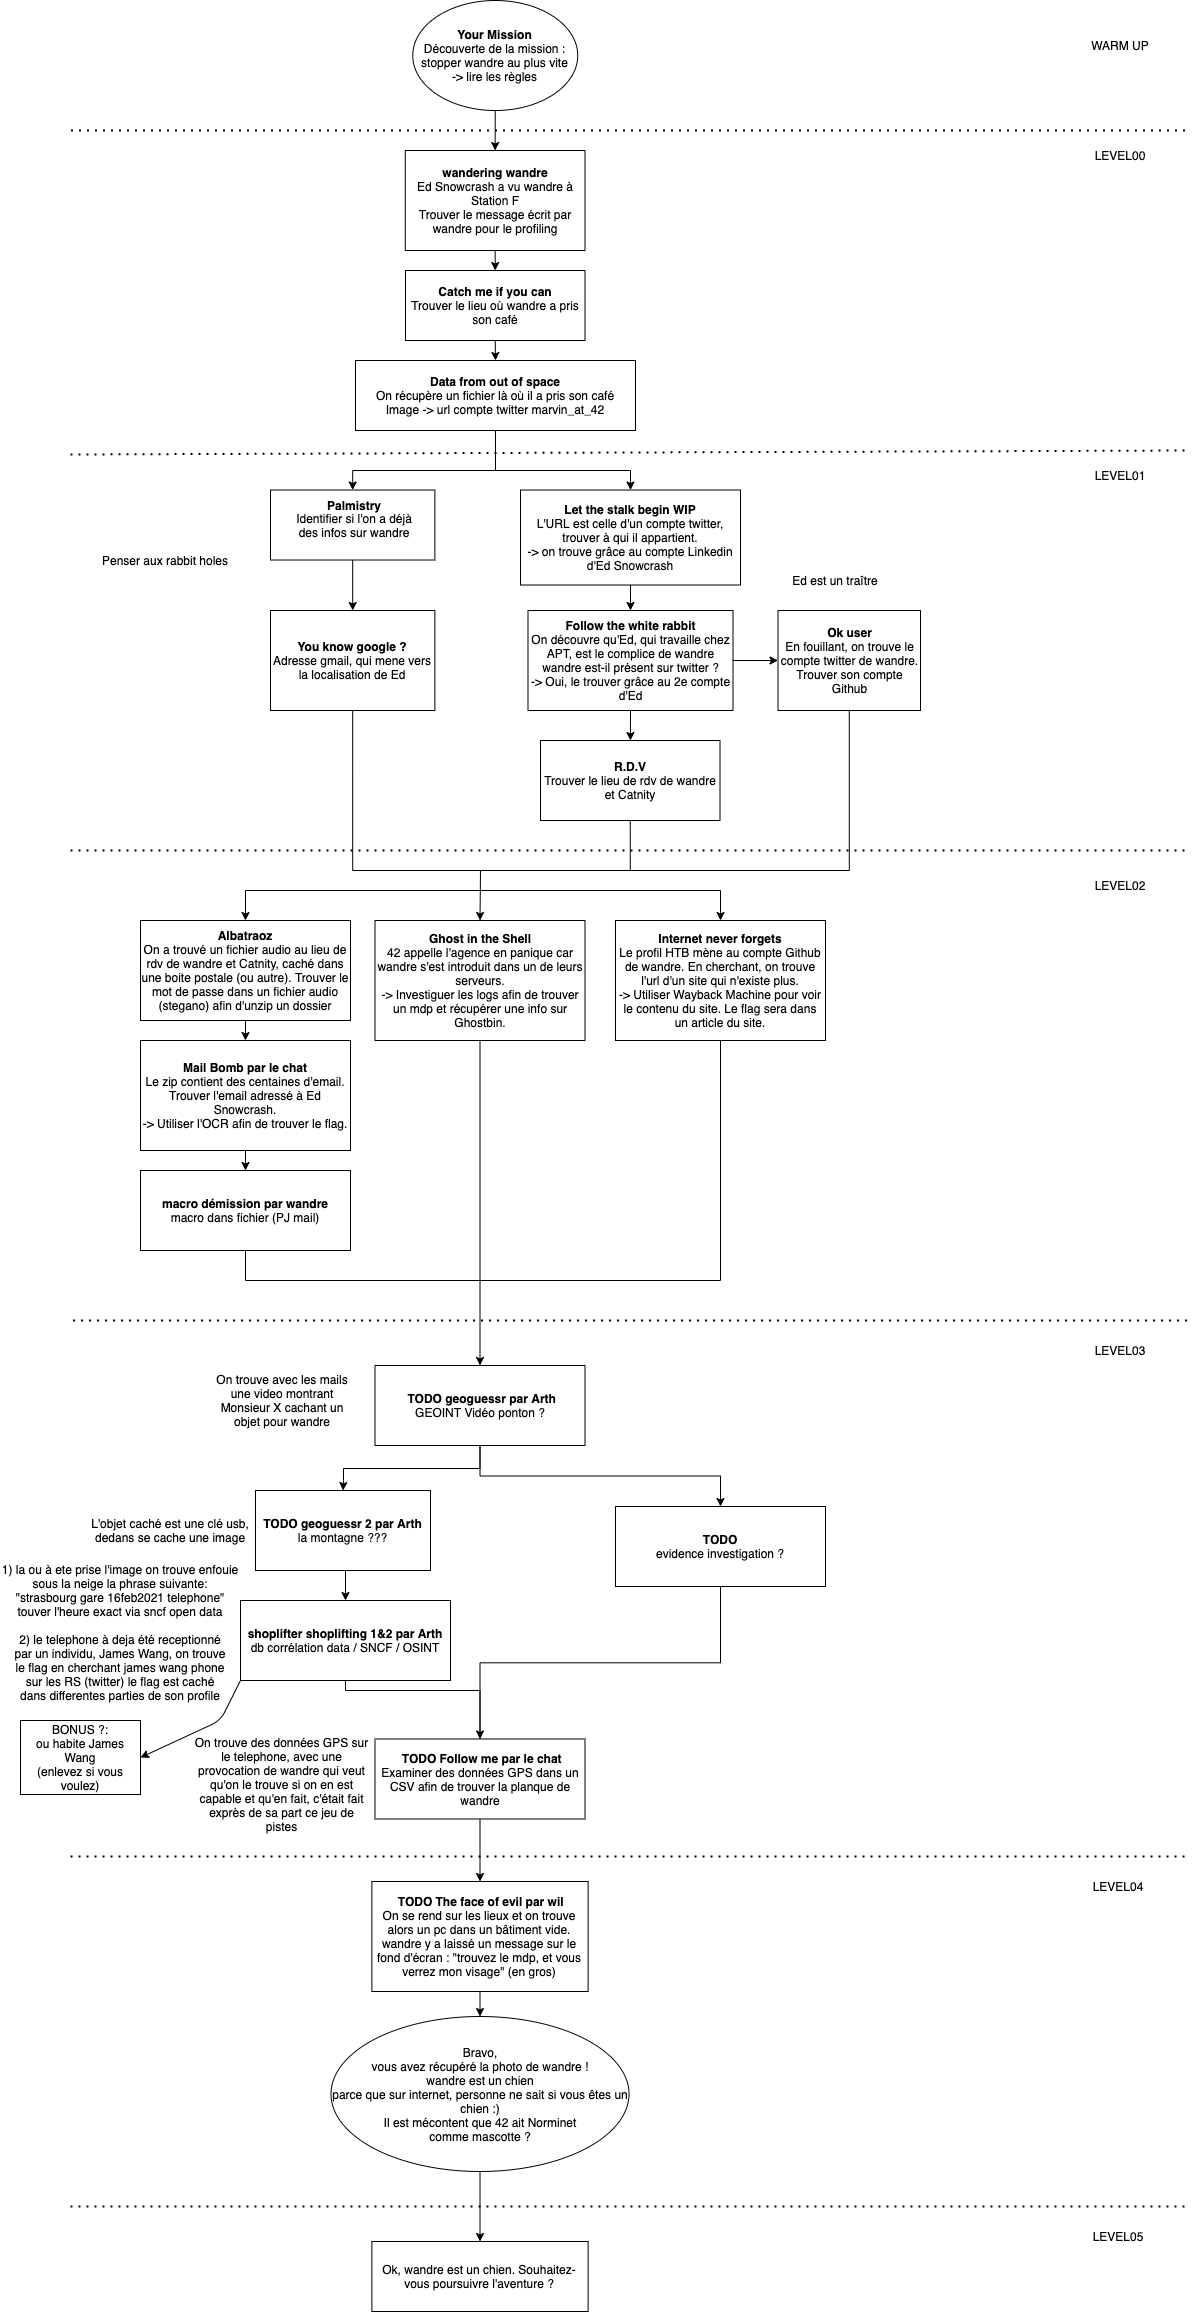 Your Mission
Découverte de la mission :
stopper wandre au plus vite
-> lire les règles
WARM UP
LEVEL00
wandering wandre
Ed Snowcrash a vu wandre à
Station F
Trouver le message écrit par
wandre pour le profiling
Catch me if you can
Trouver le lieu où wandre a pris
son café
Data from out of space
On récupère un fichier là où il a pris son café
Image -> url compte twitter marvin_at_42
LEVEL01
Palmistry
Identifier si l'on a déjà
des infos sur wandre
Let the stalk begin WIP
L'URL est celle d'un compte twitter,
trouver à qui il appartient.
-> on trouve grâce au compte Linkedin
d'Ed Snowcrash
Penser aux rabbit holes
Ed est un traître
You know google ?
Adresse gmail, qui mene vers
la localisation de Ed
Follow the white rabbit
On découvre qu'Ed, qui travaille chez
APT, est le complice de wandre
wandre est-il présent sur twitter ?
-> Oui, le trouver grâce au 2e compte
d'Ed
Ok user
En fouillant, on trouve le
compte twitter de wandre.
Trouver son compte
Github
R.D.V
Trouver le lieu de rdv de wandre
et Catnity
LEVEL02
Albatraoz
On a trouvé un fichier audio au lieu de
rdv de wandre et Catnity, caché dans
une boite postale (ou autre). Trouver le
mot de passe dans un fichier audio
(stegano) afin d'unzip un dossier
Ghost in the Shell
42 appelle l'agence en panique car
wandre s'est introduit dans un de leurs
serveurs.
-> Investiguer les logs afin de trouver
un mdp et récupérer une info sur
Ghostbin.
Internet never forgets
Le profil HTB mène au compte Github
de wandre. En cherchant, on trouve
l'url d'un site qui n'existe plus.
-> Utiliser Wayback Machine pour voir
le contenu du site. Le flag sera dans
un article du site.
Mail Bomb par le chat
Le zip contient des centaines d'email.
Trouver l'email adressé à Ed
Snowcrash.
-> Utiliser l'OCR afin de trouver le flag.
macro démission par wandre
macro dans fichier (PJ mail)
LEVEL03
On trouve avec les mails
une video montrant
Monsieur X cachant un
objet pour wandre
TODO geoguessr par Arth
GEOINT Vidéo ponton ?
L'objet caché est une clé usb,
dedans se cache une image
TODO geoguessr 2 par Arth
la montagne ???
TODO
evidence investigation ?
1) la ou à ete prise l'image on trouve enfouie
sous la neige la phrase suivante:
"strasbourg gare 16feb2021 telephone"
touver l'heure exact via sncf open data
2) le telephone à deja été receptionné
par un individu, James Wang, on trouve
le flag en cherchant james wang phone
sur les RS (twitter) le flag est caché
dans differentes parties de son profile
shoplifter shoplifting 1&2 par Arth
db corrélation data / SNCF / OSINT
BONUS ?:
ou habite James
Wang
(enlevez si vous
voulez)
On trouve des données GPS sur
le telephone, avec une
provocation de wandre qui veut
qu'on le trouve si on en est
capable et qu'en fait, c'était fait
exprès de sa part ce jeu de
pistes
TODO Follow me par le chat
Examiner des données GPS dans un
CSV afin de trouver la planque de
wandre
LEVEL04
TODO The face of evil par wil
On se rend sur les lieux et on trouve
alors un pc dans un bâtiment vide.
wandre y a laissé un message sur le
fond d'écran : "trouvez le mdp, et vous
verrez mon visage" (en gros)
Bravo,
vous avez récupéré la photo de wandre !
wandre est un chien
parce que sur internet, personne ne sait si vous êtes un
chien :)
Il est mécontent que 42 ait Norminet
comme mascotte ?
LEVEL05
Ok, wandre est un chien. Souhaitez-
vous poursuivre l'aventure ?